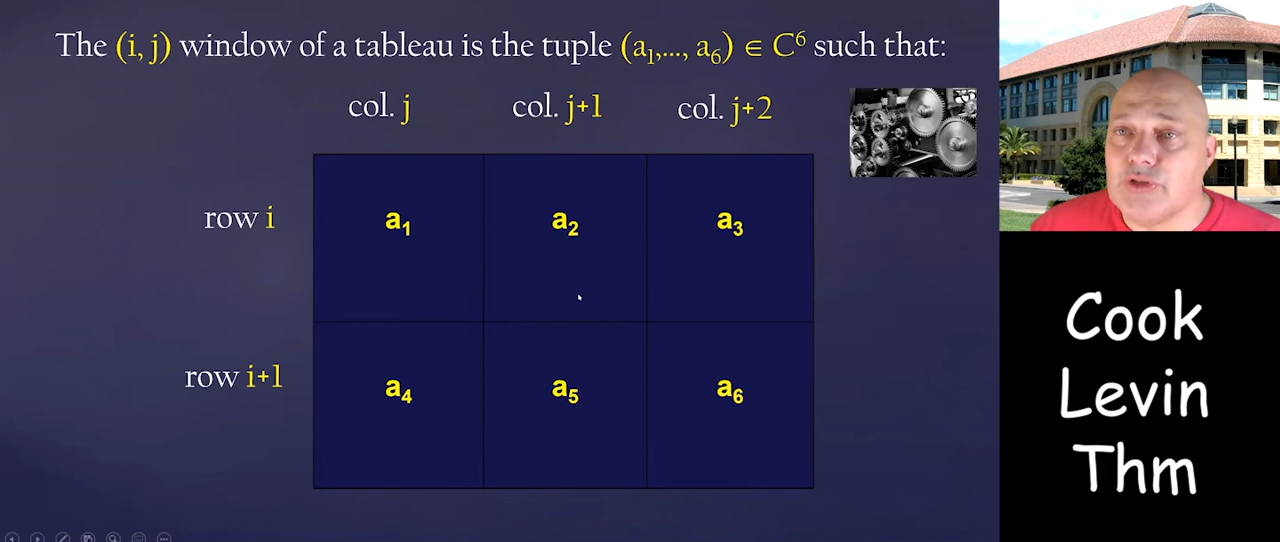 The (i, j) window of a tableau is the tuple (a₁,..., a₆) ∈ C⁶ such that:
col. j col. j+1 col. j+2
row i a₁ a₂ a₃
row i+1 a₄ a₅ a₆
Cook
Levin
Thm